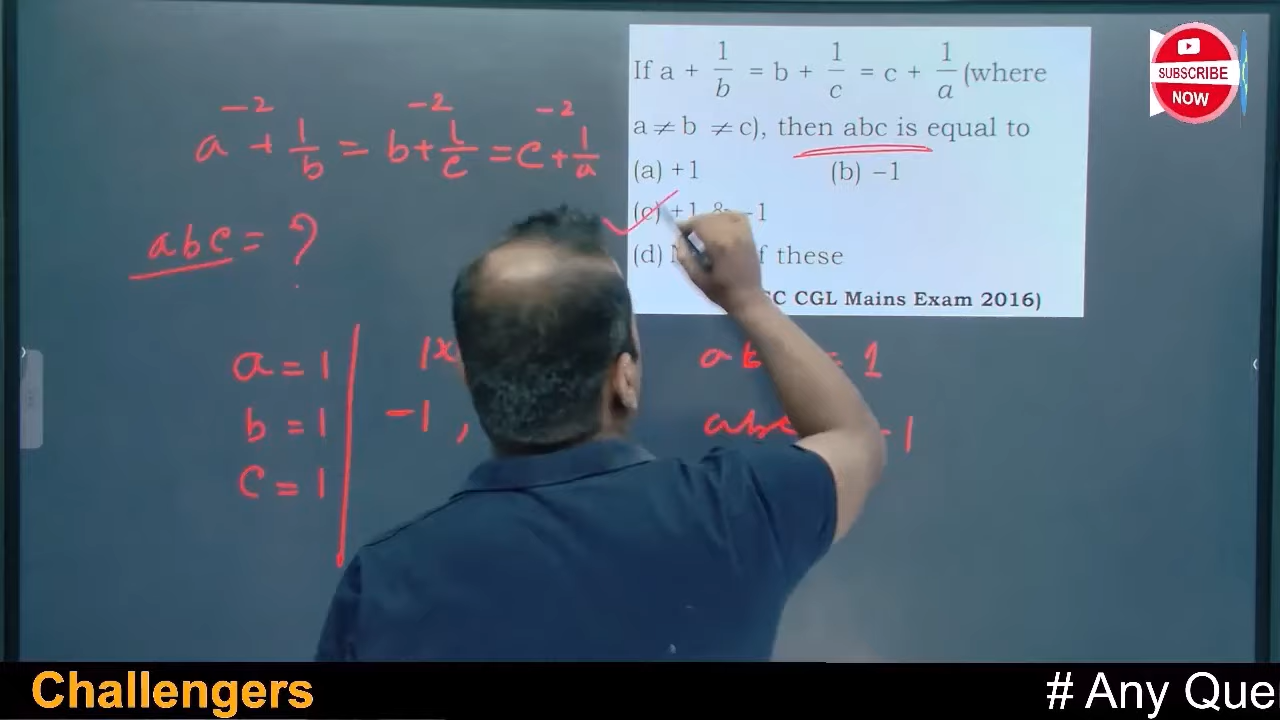 If a + 1/b = b + 1/c = c + 1/a (where
a ≠ b ≠ c), then abc is equal to
(a) +1 (b) −1
(c) +1 & −1
(d) of these
CGL Mains Exam 2016)
SUBSCRIBE
NOW
−2 −2 −2
a + 1/b = b + 1/c = c + 1/a
abc = ?
a = 1
b = 1
c = 1
1×
−1 ,
= 1
abc −1
Challengers
# Any Que